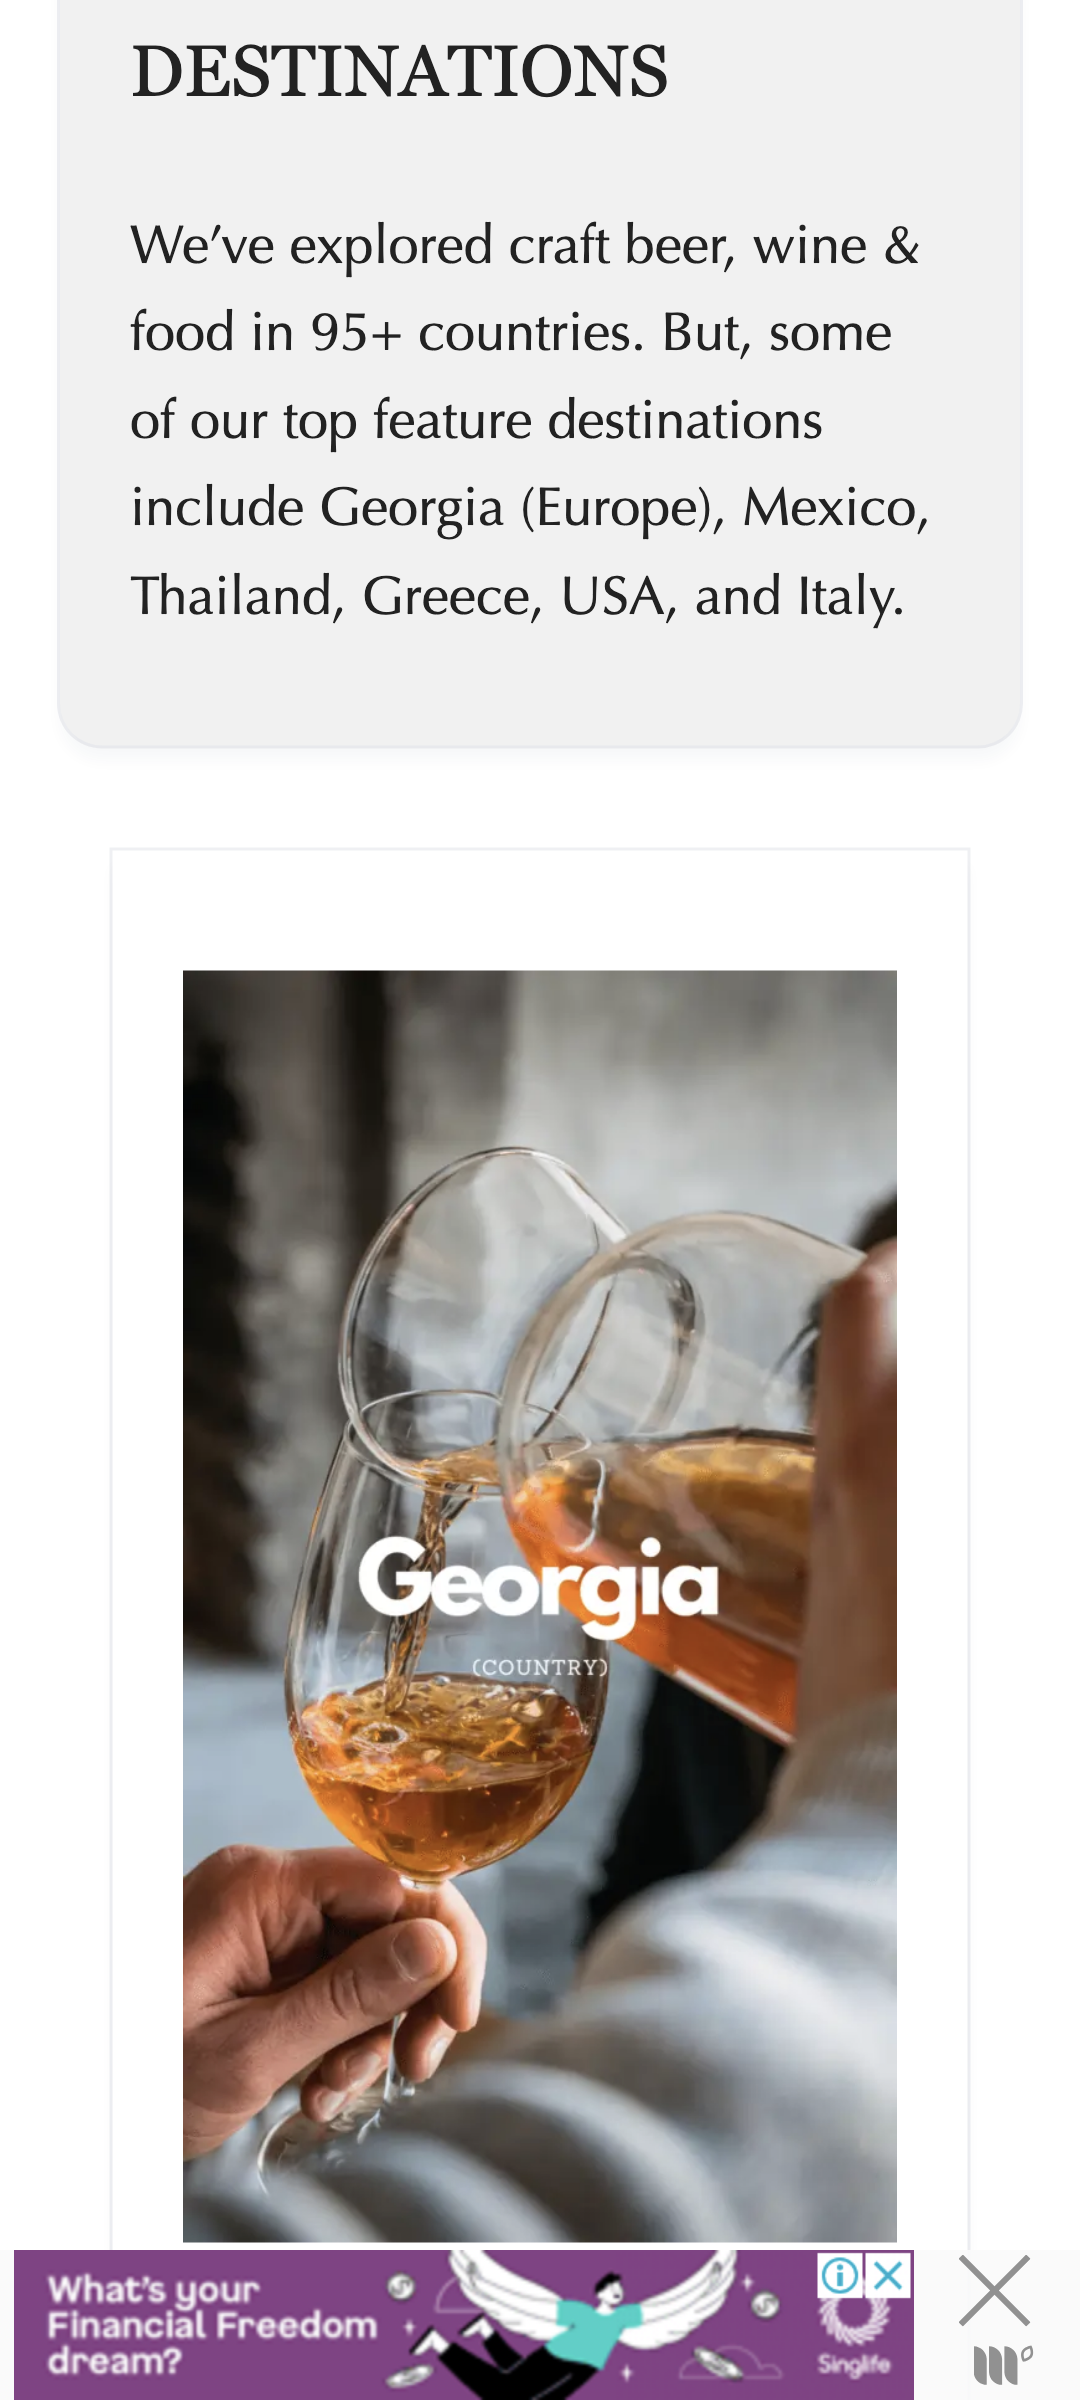 DESTINATIONS
We’ve explored craft beer, wine &
food in 95+ countries. But, some
of our top feature destinations
include Georgia (Europe), Mexico,
Thailand, Greece, USA, and Italy.
Georgia
(COUNTRY)
What's your
Financial Freedom
dream?
Singlife